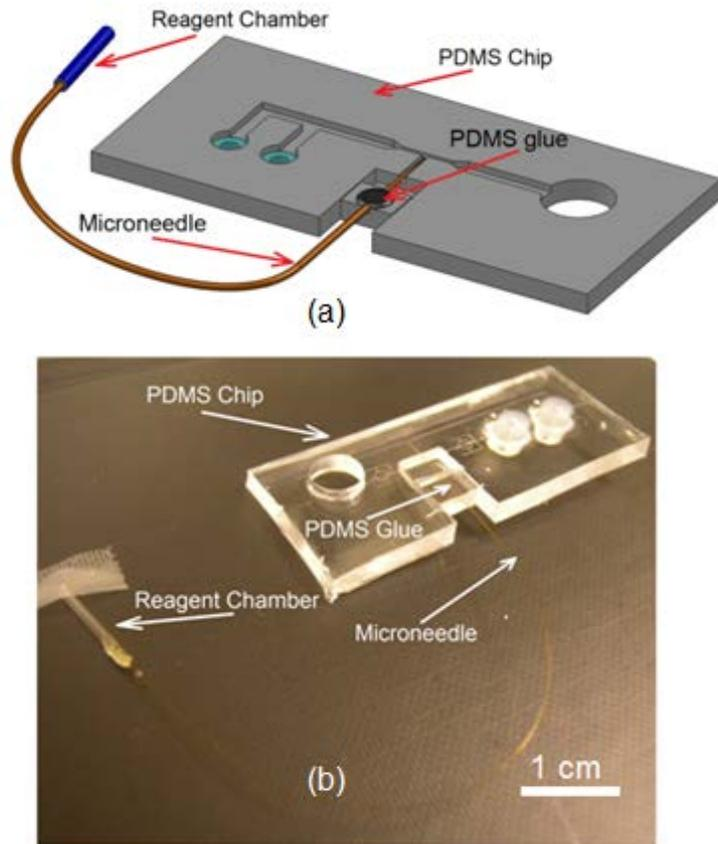 Reagent Chamber
PDMS Chip
PDMS glue
Microneedle
(a)
PDMS Chip
PDMS Glue
Reagent Chamber
Microneedle
(b)
1 cm